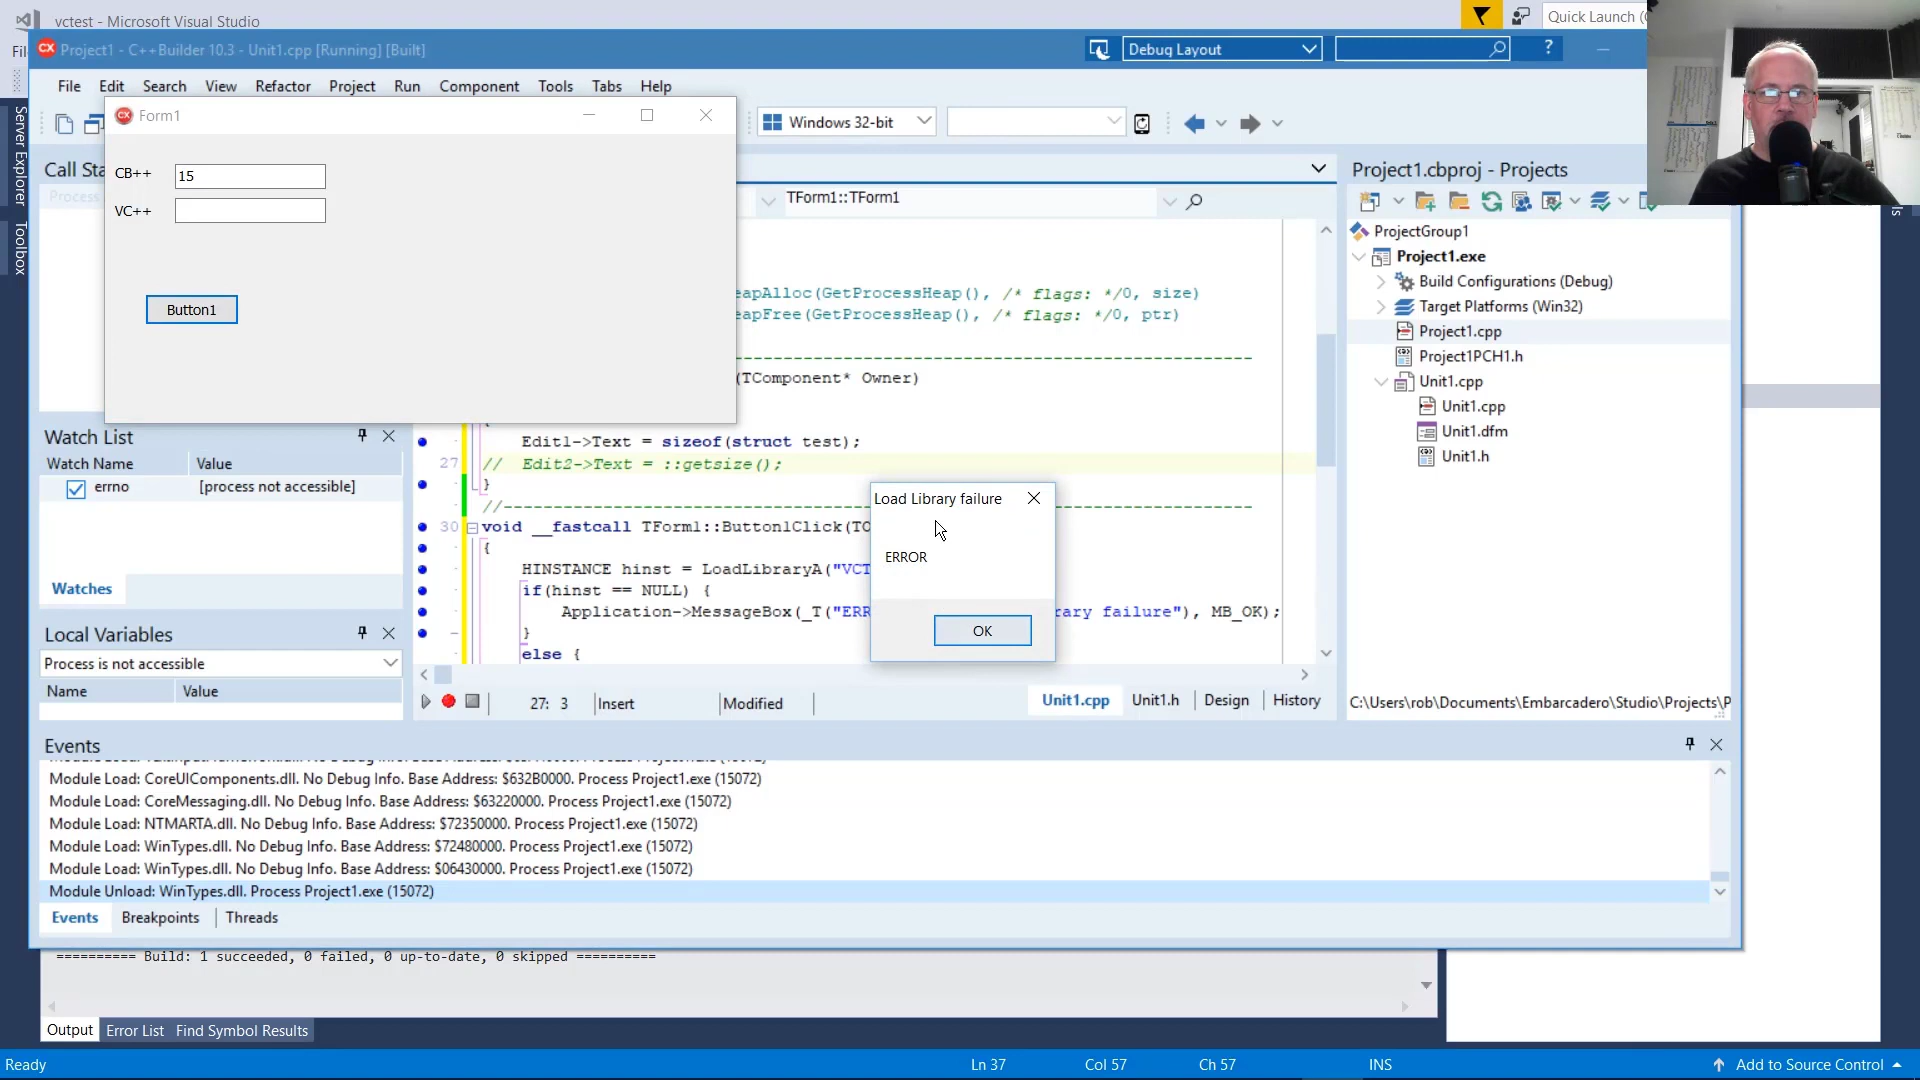 vctest - Microsoft Visual Studio
Quick Launch (
Fil
Project1 - C++Builder 10.3 - Unit1.cpp [Running] [Built]
Debug Layout
?
File Edit Search View Refactor Project Run Component Tools Tabs Help
Form1
Windows 32-bit
Server Explorer
Toolbox
CB++ 15
VC++
Button1
Call Sta
Process
TForm1::TForm1
eapAlloc(GetProcessHeap(), /* flags: */0, size)
eapFree(GetProcessHeap(), /* flags: */0, ptr)
(TComponent* Owner)
{
Edit1->Text = sizeof(struct test);
27 // Edit2->Text = ::getsize();
}
//----------------------------------------
30 void __fastcall TForm1::Button1Click(TO
{
HINSTANCE hinst = LoadLibraryA("VCT
if(hinst == NULL) {
Application->MessageBox(_T("ERR rary failure"), MB_OK);
}
else {
Load Library failure
ERROR
OK
27: 3 Insert Modified
Unit1.cpp Unit1.h Design History
Project1.cbproj - Projects
ProjectGroup1
Project1.exe
Build Configurations (Debug)
Target Platforms (Win32)
Project1.cpp
Project1PCH1.h
Unit1.cpp
Unit1.cpp
Unit1.dfm
Unit1.h
C:\Users\rob\Documents\Embarcadero\Studio\Projects\P
Watch List
Watch Name Value
errno [process not accessible]
Watches
Local Variables
Process is not accessible
Name Value
Events
Module Load: CoreUIComponents.dll. No Debug Info. Base Address: $632B0000. Process Project1.exe (15072)
Module Load: CoreMessaging.dll. No Debug Info. Base Address: $63220000. Process Project1.exe (15072)
Module Load: NTMARTA.dll. No Debug Info. Base Address: $72350000. Process Project1.exe (15072)
Module Load: WinTypes.dll. No Debug Info. Base Address: $72480000. Process Project1.exe (15072)
Module Load: WinTypes.dll. No Debug Info. Base Address: $06430000. Process Project1.exe (15072)
Module Unload: WinTypes.dll. Process Project1.exe (15072)
Events Breakpoints Threads
========== Build: 1 succeeded, 0 failed, 0 up-to-date, 0 skipped ==========
Output Error List Find Symbol Results
Ready Ln 37 Col 57 Ch 57 INS Add to Source Control